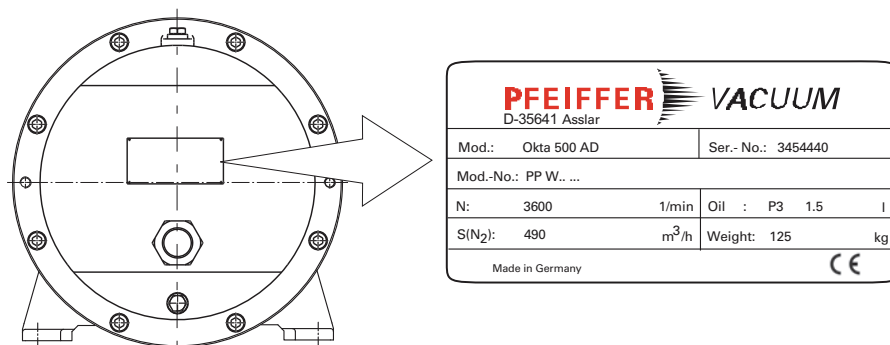 PFEIFFER VACUUM
D-35641 Asslar
Mod.: Okta 500 AD Ser.- No.: 3454440
Mod.-No.: PP W.. ...
N: 3600 1/min Oil : P3 1.5 l
S(N₂): 490 m³/h Weight: 125 kg
Made in Germany CE